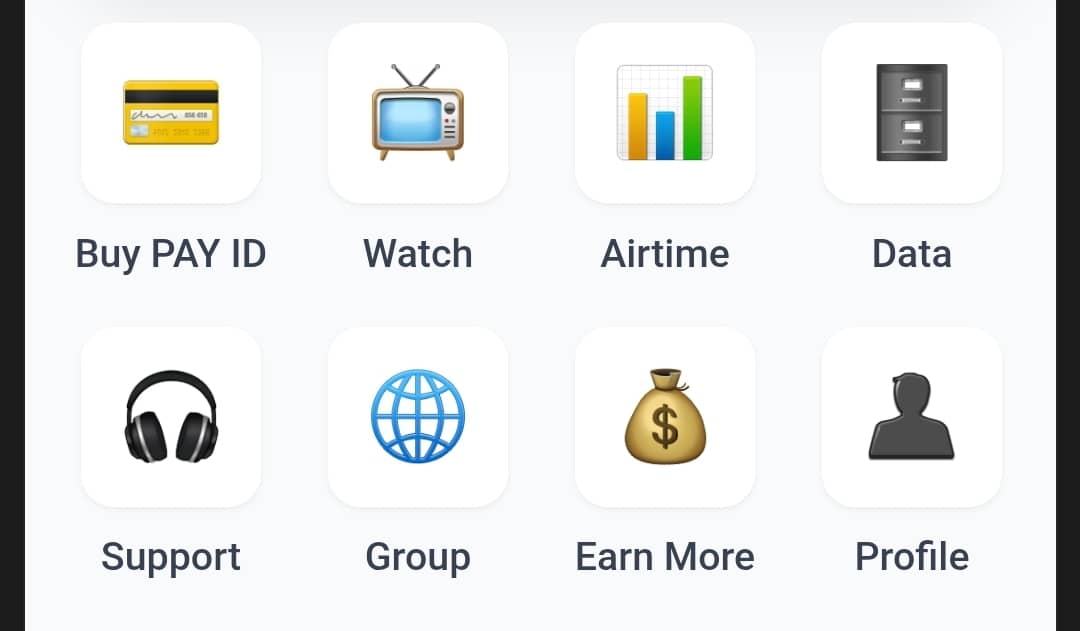 Buy PAY ID
Watch
Airtime
Data
Support
Group
Earn More
Profile